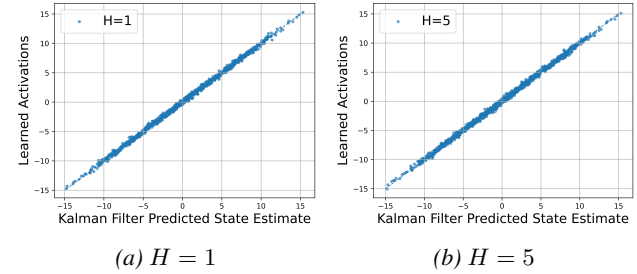 H=1
Learned Activations
15
10
5
0
−5
−10
−15
−15 −10 −5 0 5 10 15
Kalman Filter Predicted State Estimate
(a) H = 1
H=5
Learned Activations
15
10
5
0
−5
−10
−15
−15 −10 −5 0 5 10 15
Kalman Filter Predicted State Estimate
(b) H = 5